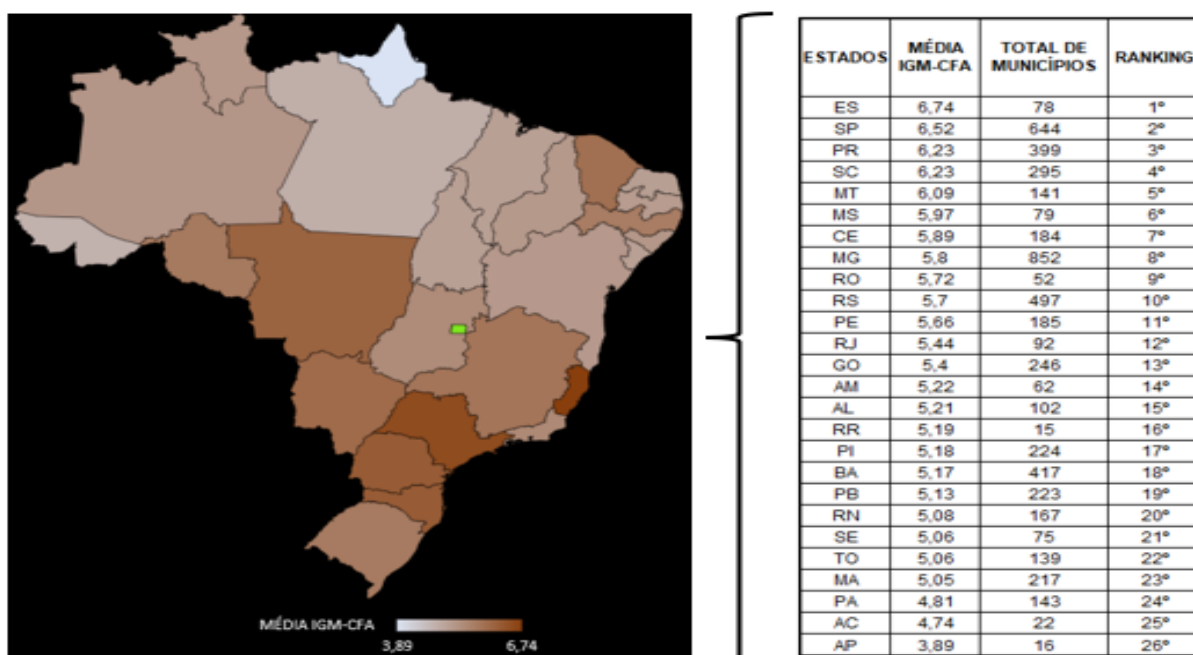 MÉDIA IGM-CFA
3,89 6,74
ESTADOS MÉDIA IGM-CFA TOTAL DE MUNICÍPIOS RANKING
ES 6,74 78 1º
SP 6,52 644 2º
PR 6,23 399 3º
SC 6,23 295 4º
MT 6,09 141 5º
MS 5,97 79 6º
CE 5,89 184 7º
MG 5,8 852 8º
RO 5,72 52 9º
RS 5,7 497 10º
PE 5,66 185 11º
RJ 5,44 92 12º
GO 5,4 246 13º
AM 5,22 62 14º
AL 5,21 102 15º
RR 5,19 15 16º
PI 5,18 224 17º
BA 5,17 417 18º
PB 5,13 223 19º
RN 5,08 167 20º
SE 5,06 75 21º
TO 5,06 139 22º
MA 5,05 217 23º
PA 4,81 143 24º
AC 4,74 22 25º
AP 3,89 16 26º